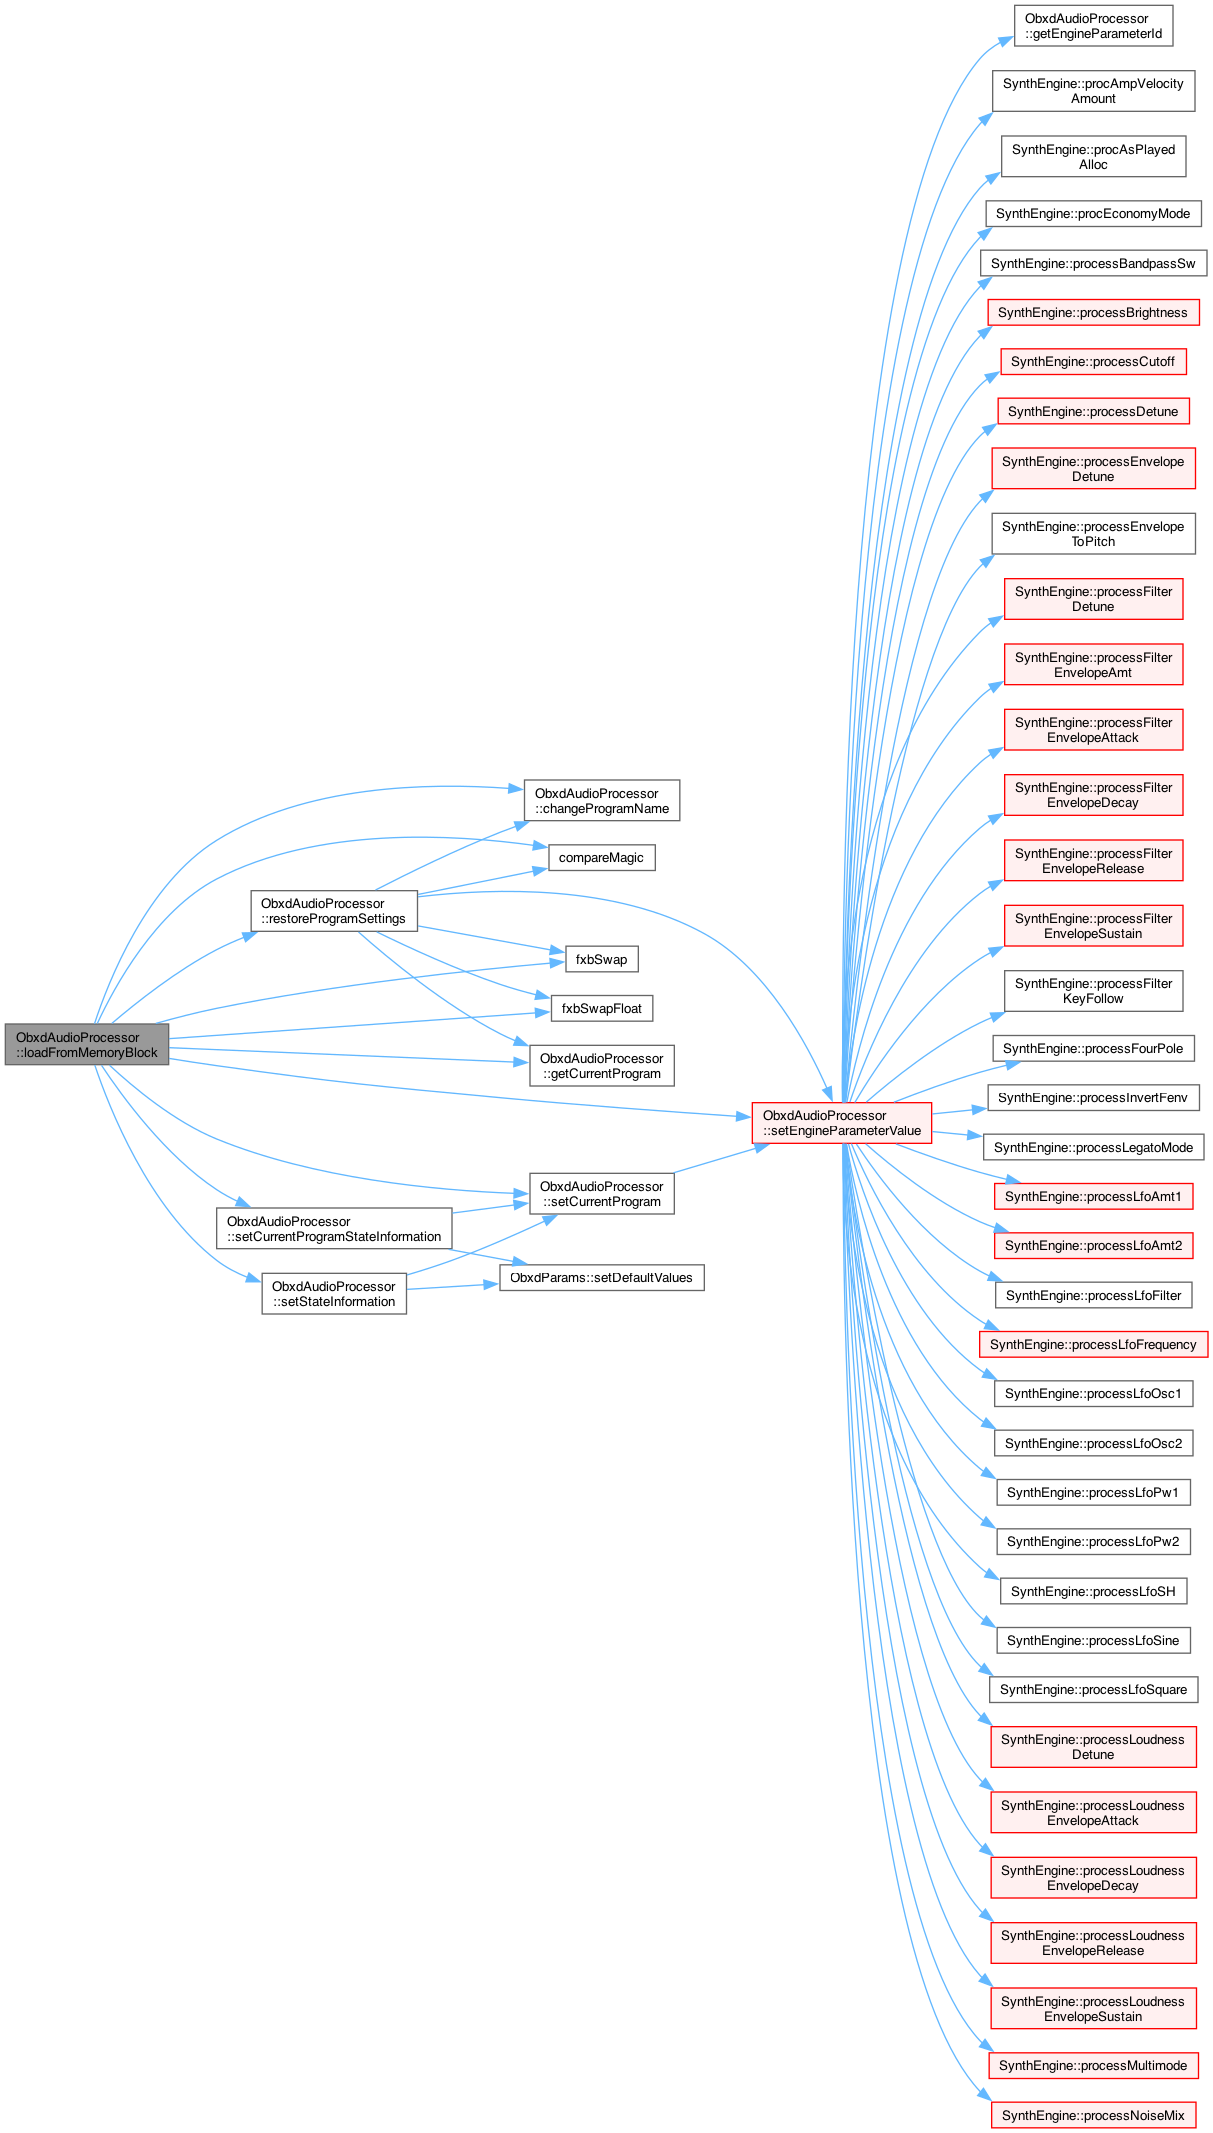 ObxdAudioProcessor
::loadFromMemoryBlock
ObxdAudioProcessor
::changeProgramName
compareMagic
ObxdAudioProcessor
::restoreProgramSettings
fxbSwap
fxbSwapFloat
ObxdAudioProcessor
::getCurrentProgram
ObxdAudioProcessor
::setEngineParameterValue
ObxdAudioProcessor
::setCurrentProgram
ObxdAudioProcessor
::setCurrentProgramStateInformation
ObxdParams::setDefaultValues
ObxdAudioProcessor
::setStateInformation
ObxdAudioProcessor
::getEngineParameterId
SynthEngine::procAmpVelocity
Amount
SynthEngine::procAsPlayed
Alloc
SynthEngine::procEconomyMode
SynthEngine::processBandpassSw
SynthEngine::processBrightness
SynthEngine::processCutoff
SynthEngine::processDetune
SynthEngine::processEnvelope
Detune
SynthEngine::processEnvelope
ToPitch
SynthEngine::processFilter
Detune
SynthEngine::processFilter
EnvelopeAmt
SynthEngine::processFilter
EnvelopeAttack
SynthEngine::processFilter
EnvelopeDecay
SynthEngine::processFilter
EnvelopeRelease
SynthEngine::processFilter
EnvelopeSustain
SynthEngine::processFilter
KeyFollow
SynthEngine::processFourPole
SynthEngine::processInvertFenv
SynthEngine::processLegatoMode
SynthEngine::processLfoAmt1
SynthEngine::processLfoAmt2
SynthEngine::processLfoFilter
SynthEngine::processLfoFrequency
SynthEngine::processLfoOsc1
SynthEngine::processLfoOsc2
SynthEngine::processLfoPw1
SynthEngine::processLfoPw2
SynthEngine::processLfoSH
SynthEngine::processLfoSine
SynthEngine::processLfoSquare
SynthEngine::processLoudness
Detune
SynthEngine::processLoudness
EnvelopeAttack
SynthEngine::processLoudness
EnvelopeDecay
SynthEngine::processLoudness
EnvelopeRelease
SynthEngine::processLoudness
EnvelopeSustain
SynthEngine::processMultimode
SynthEngine::processNoiseMix